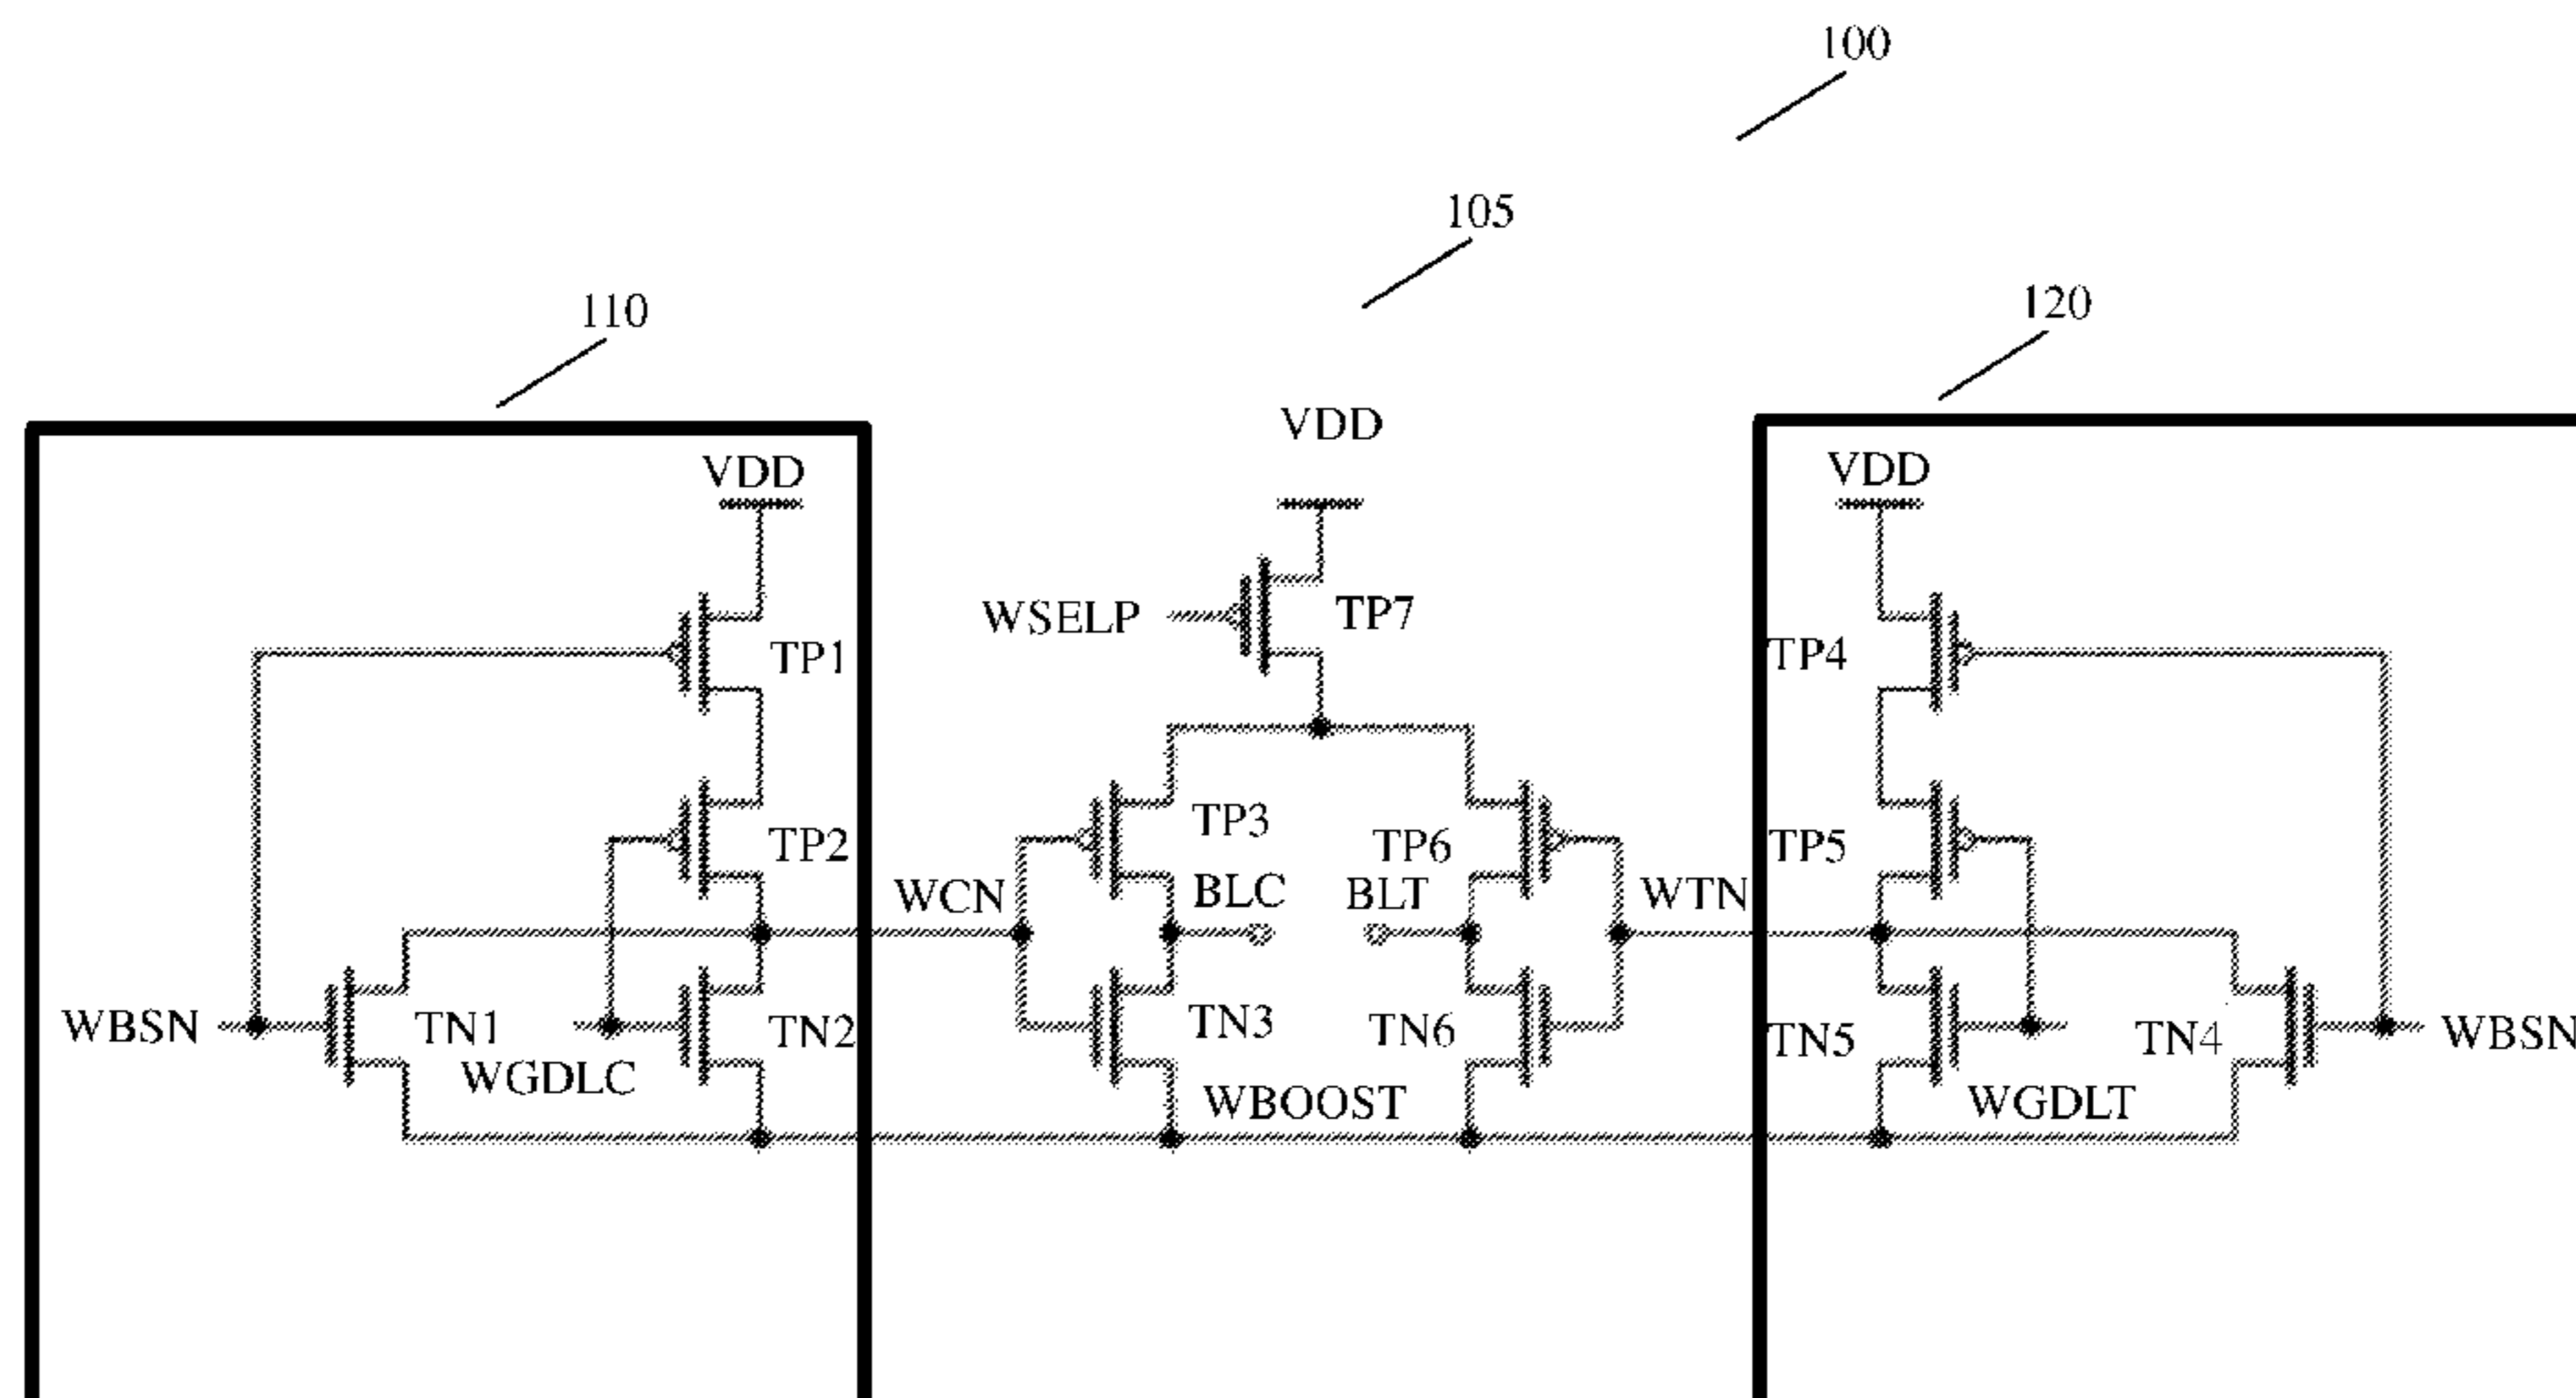 100
105
110
120
VDD
VDD
VDD
WSELP
TP7
TP1
TP4
TP3
TP2
TP6
TP5
WCN
BLC
BLT
WTN
WBSN
TN1
TN2
TN3
TN6
TN5
TN4
WBSN
WGDLC
WBOOST
WGDLT